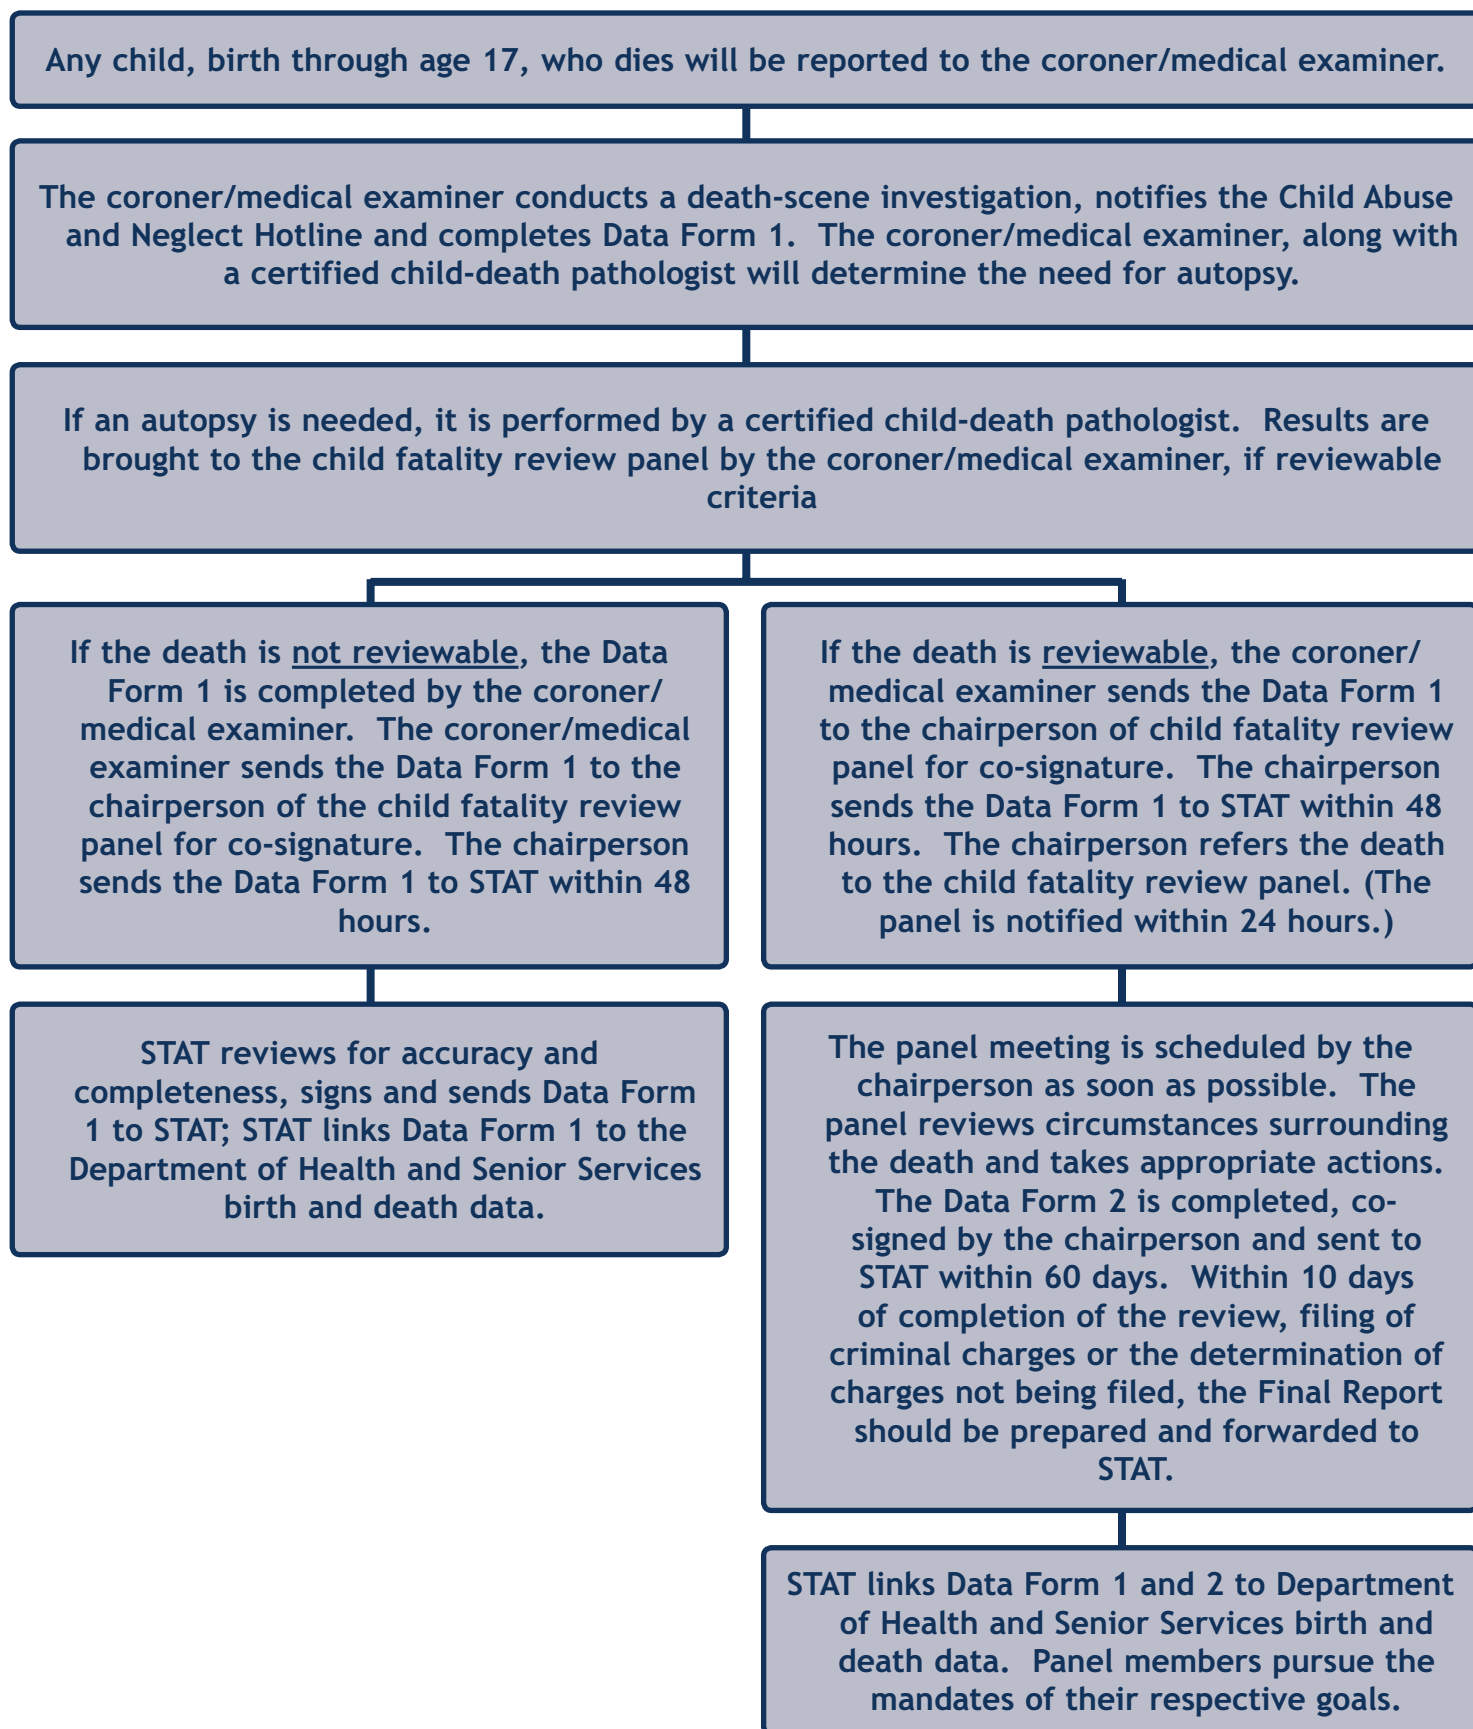 Any child, birth through age 17, who dies will be reported to the coroner/medical examiner.
The coroner/medical examiner conducts a death-scene investigation, notifies the Child Abuse
and Neglect Hotline and completes Data Form 1.  The coroner/medical examiner, along with
a certified child-death pathologist will determine the need for autopsy.
If an autopsy is needed, it is performed by a certified child-death pathologist.  Results are
brought to the child fatality review panel by the coroner/medical examiner, if reviewable
criteria
If the death is not reviewable, the Data
Form 1 is completed by the coroner/
medical examiner.  The coroner/medical
examiner sends the Data Form 1 to the
chairperson of the child fatality review
panel for co-signature.  The chairperson
sends the Data Form 1 to STAT within 48
hours.
STAT reviews for accuracy and
completeness, signs and sends Data Form
1 to STAT; STAT links Data Form 1 to the
Department of Health and Senior Services
birth and death data.
If the death is reviewable, the coroner/
medical examiner sends the Data Form 1
to the chairperson of child fatality review
panel for co-signature.  The chairperson
sends the Data Form 1 to STAT within 48
hours.  The chairperson refers the death
to the child fatality review panel. (The
panel is notified within 24 hours.)
The panel meeting is scheduled by the
chairperson as soon as possible.  The
panel reviews circumstances surrounding
the death and takes appropriate actions.
The Data Form 2 is completed, co-
signed by the chairperson and sent to
STAT within 60 days.  Within 10 days
of completion of the review, filing of
criminal charges or the determination of
charges not being filed, the Final Report
should be prepared and forwarded to
STAT.
STAT links Data Form 1 and 2 to Department
of Health and Senior Services birth and
death data.  Panel members pursue the
mandates of their respective goals.